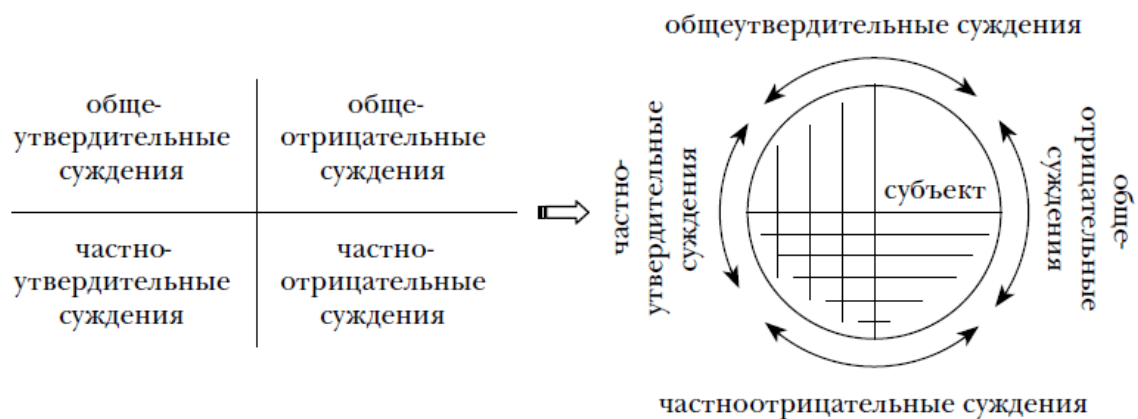 обще-
утвердительные
суждения
обще-
отрицательные
суждения
частно-
утвердительные
суждения
частно-
отрицательные
суждения
общеутвердительные суждения
частно-
утвердительные
суждения
субъект
обще-
отрицательные
суждения
частноотрицательные суждения